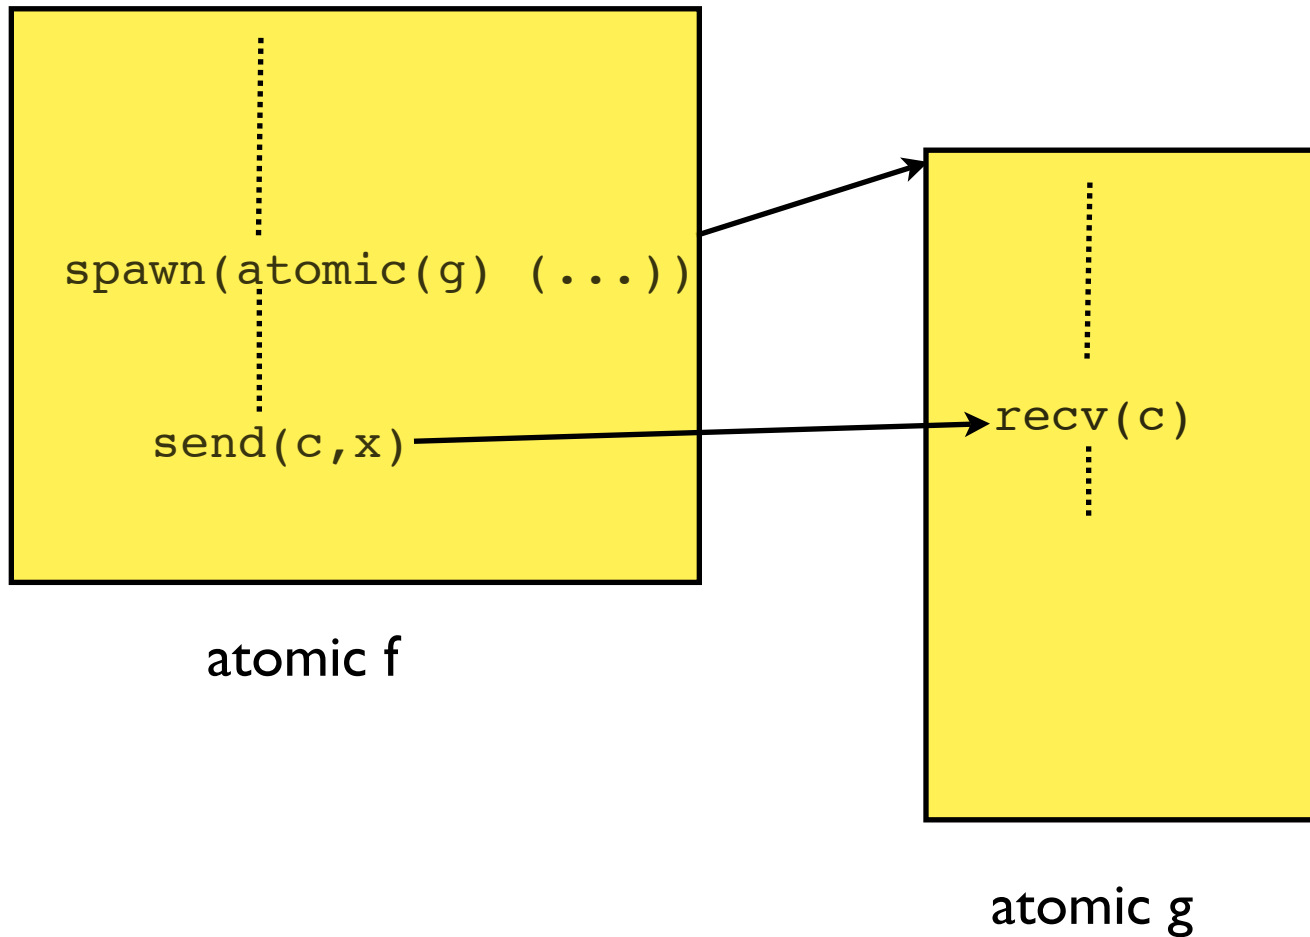 spawn(atomic(g) (...))
send(c,x)
atomic f
recv(c)
atomic g